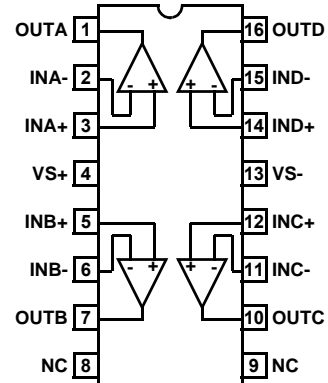 OUTA 1 16 OUTD
INA- 2 15 IND-
- + + -
INA+ 3 14 IND+
VS+ 4 13 VS-
INB+ 5 12 INC+
INB- 6 11 INC-
- + + -
OUTB 7 10 OUTC
NC 8 9 NC